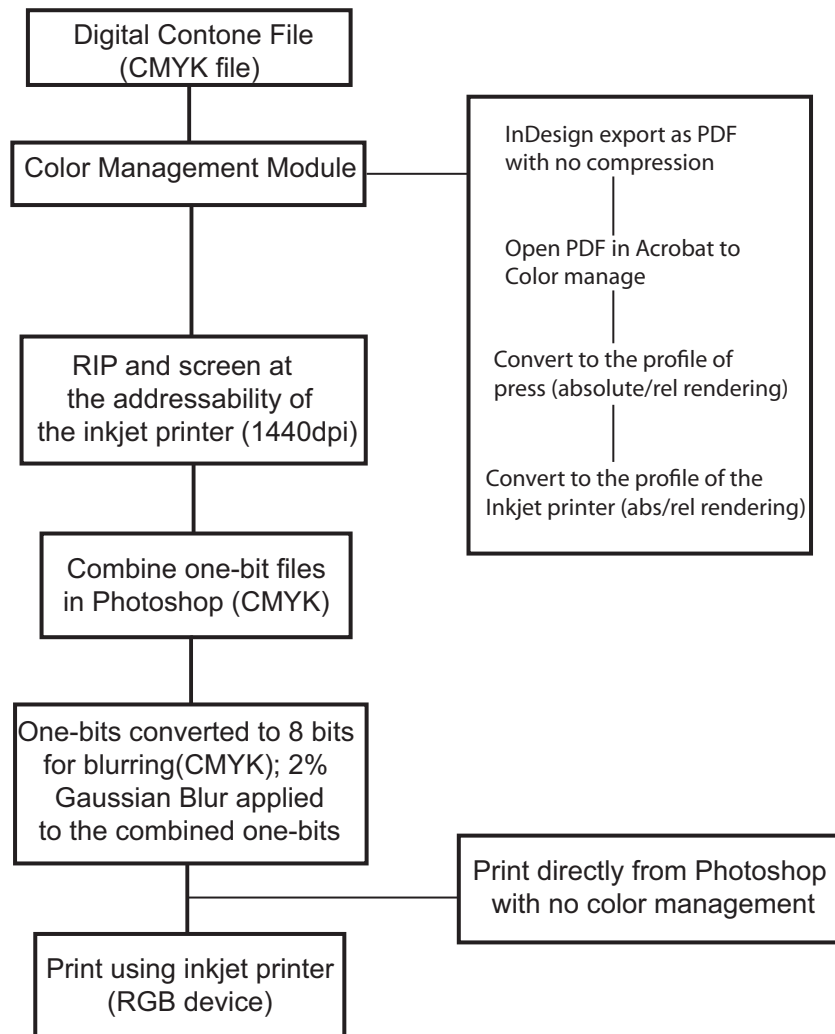 Digital Contone File
(CMYK file)
Color Management Module
InDesign export as PDF
with no compression
Open PDF in Acrobat to
Color manage
Convert to the profile of
press (absolute/rel rendering)
Convert to the profile of the
Inkjet printer (abs/rel rendering)
RIP and screen at
the addressability of
the inkjet printer (1440dpi)
Combine one-bit files
in Photoshop (CMYK)
One-bits converted to 8 bits
for blurring(CMYK); 2%
Gaussian Blur applied
to the combined one-bits
Print directly from Photoshop
with no color management
Print using inkjet printer
(RGB device)